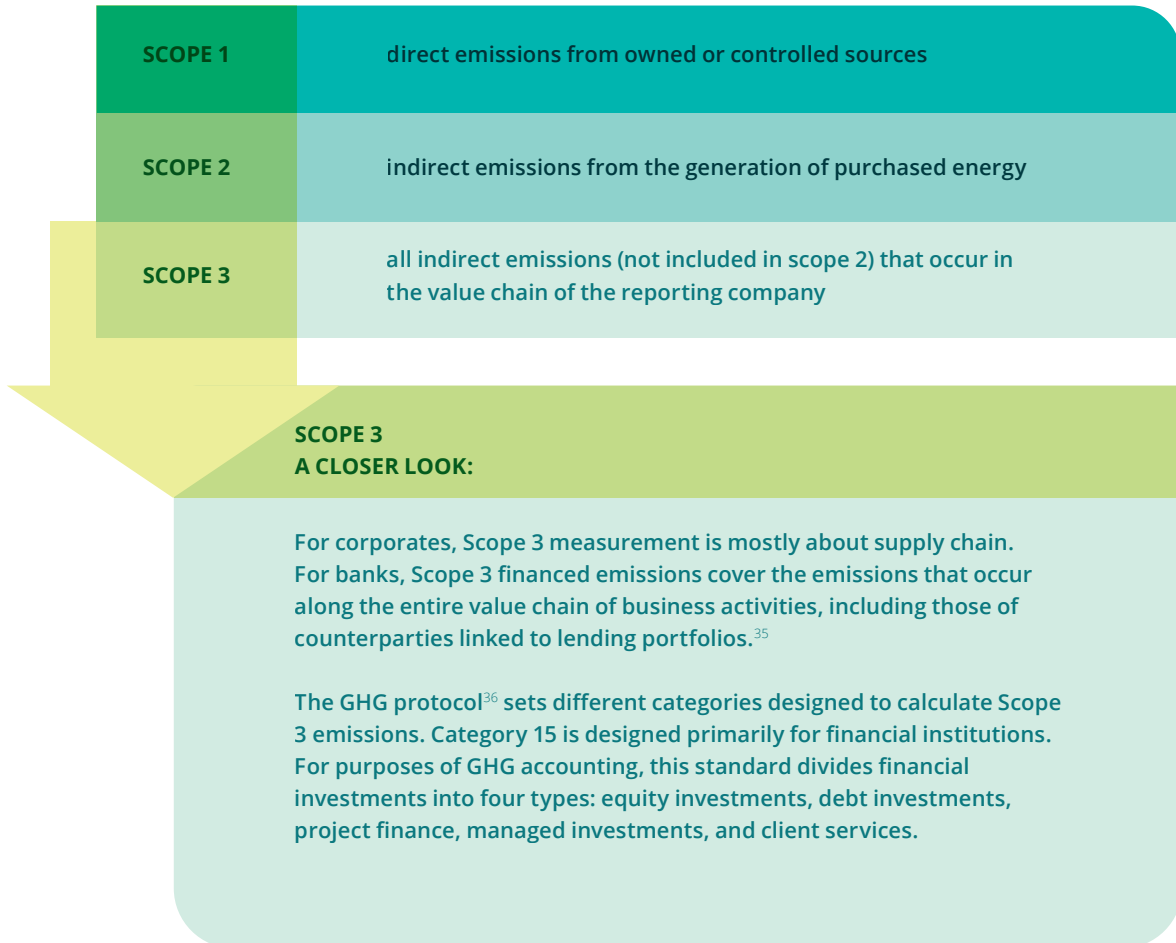 SCOPE 1
direct emissions from owned or controlled sources
SCOPE 2
indirect emissions from the generation of purchased energy
SCOPE 3
all indirect emissions (not included in scope 2) that occur in
the value chain of the reporting company
SCOPE 3
A CLOSER LOOK:
For corporates, Scope 3 measurement is mostly about supply chain.
For banks, Scope 3 financed emissions cover the emissions that occur
along the entire value chain of business activities, including those of
counterparties linked to lending portfolios.35
The GHG protocol36 sets different categories designed to calculate Scope
3 emissions. Category 15 is designed primarily for financial institutions.
For purposes of GHG accounting, this standard divides financial
investments into four types: equity investments, debt investments,
project finance, managed investments, and client services.